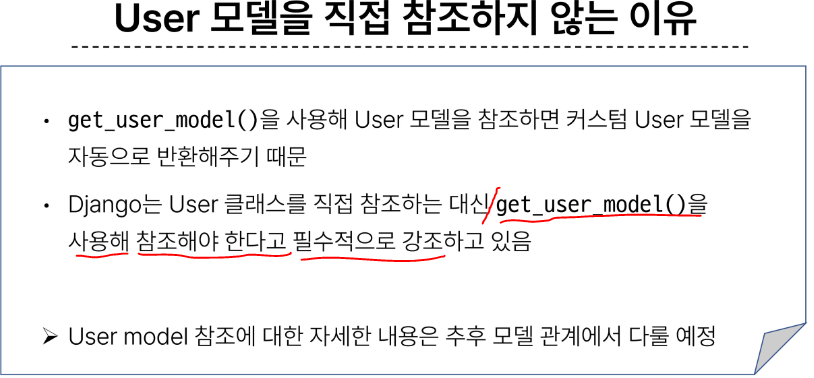 User 모델을 직접 참조하지 않는 이유
• get_user_model()을 사용해 User 모델을 참조하면 커스텀 User 모델을
자동으로 반환해주기 때문
• Django는 User 클래스를 직접 참조하는 대신 get_user_model()을
사용해 참조해야 한다고 필수적으로 강조하고 있음
➢ User model 참조에 대한 자세한 내용은 추후 모델 관계에서 다룰 예정